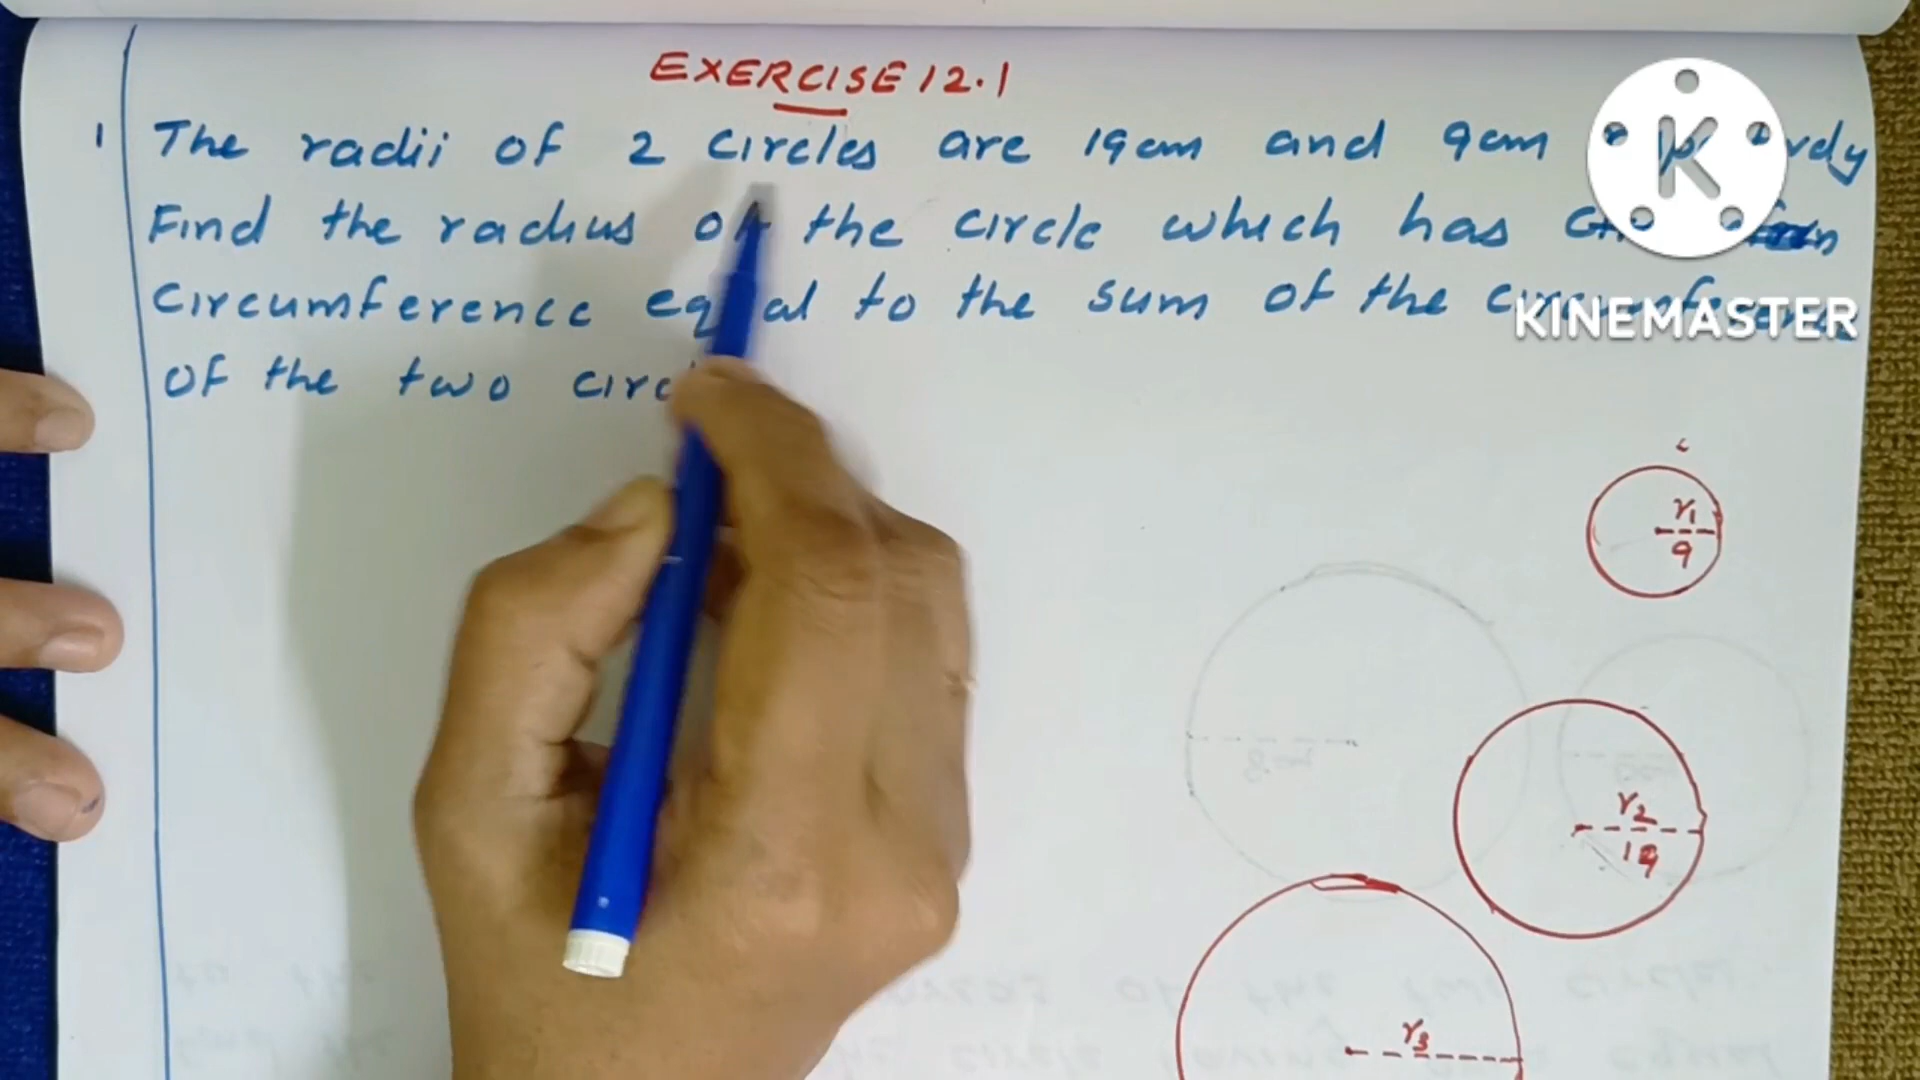 EXERCISE 12.1
1 The radii of 2 circles are 19cm and 9cm
Find the radius of the circle which has
circumference equal to the sum of the
of the two
KINEMASTER
r1
9
r2
19
r3